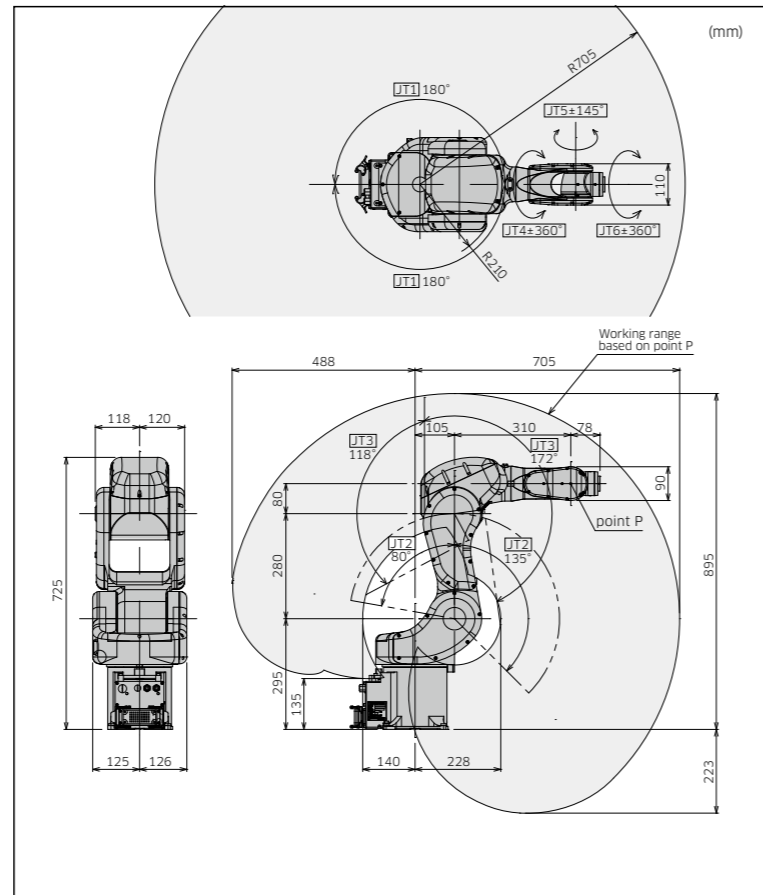 (mm)
R705
JT1 180°
JT5±145°
110
JT4±360°
JT6±360°
R210
JT1 180°
Working range
based on point P
488
705
118
120
105
310
78
JT3
118°
JT3
172°
90
80
point P
JT2
80°
JT2
135°
280
725
895
295
135
125
126
140
228
223